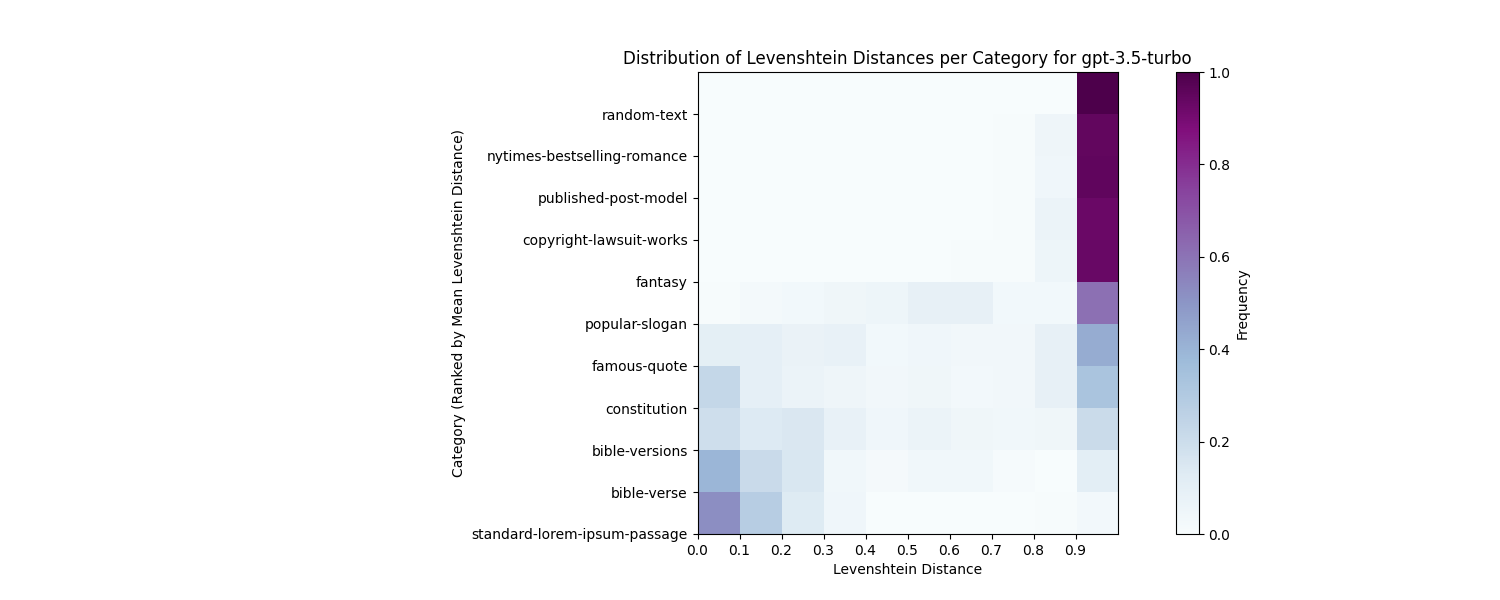 Distribution of Levenshtein Distances per Category for gpt-3.5-turbo
Category (Ranked by Mean Levenshtein Distance)
random-text
nytimes-bestselling-romance
published-post-model
copyright-lawsuit-works
fantasy
popular-slogan
famous-quote
constitution
bible-versions
bible-verse
standard-lorem-ipsum-passage
0.0 0.1 0.2 0.3 0.4 0.5 0.6 0.7 0.8 0.9
Levenshtein Distance
1.0
0.8
0.6
0.4
0.2
0.0
Frequency